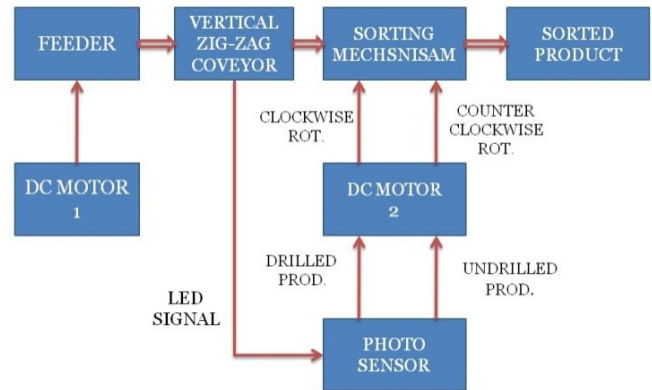 FEEDER
VERTICAL
ZIG-ZAG
COVEYOR
SORTING
MECHSNISAM
SORTED
PRODUCT
CLOCKWISE
ROT.
COUNTER
CLOCKWISE
ROT.
DC MOTOR
1
DC MOTOR
2
DRILLED
PROD.
UNDRILLED
PROD.
LED
SIGNAL
PHOTO
SENSOR